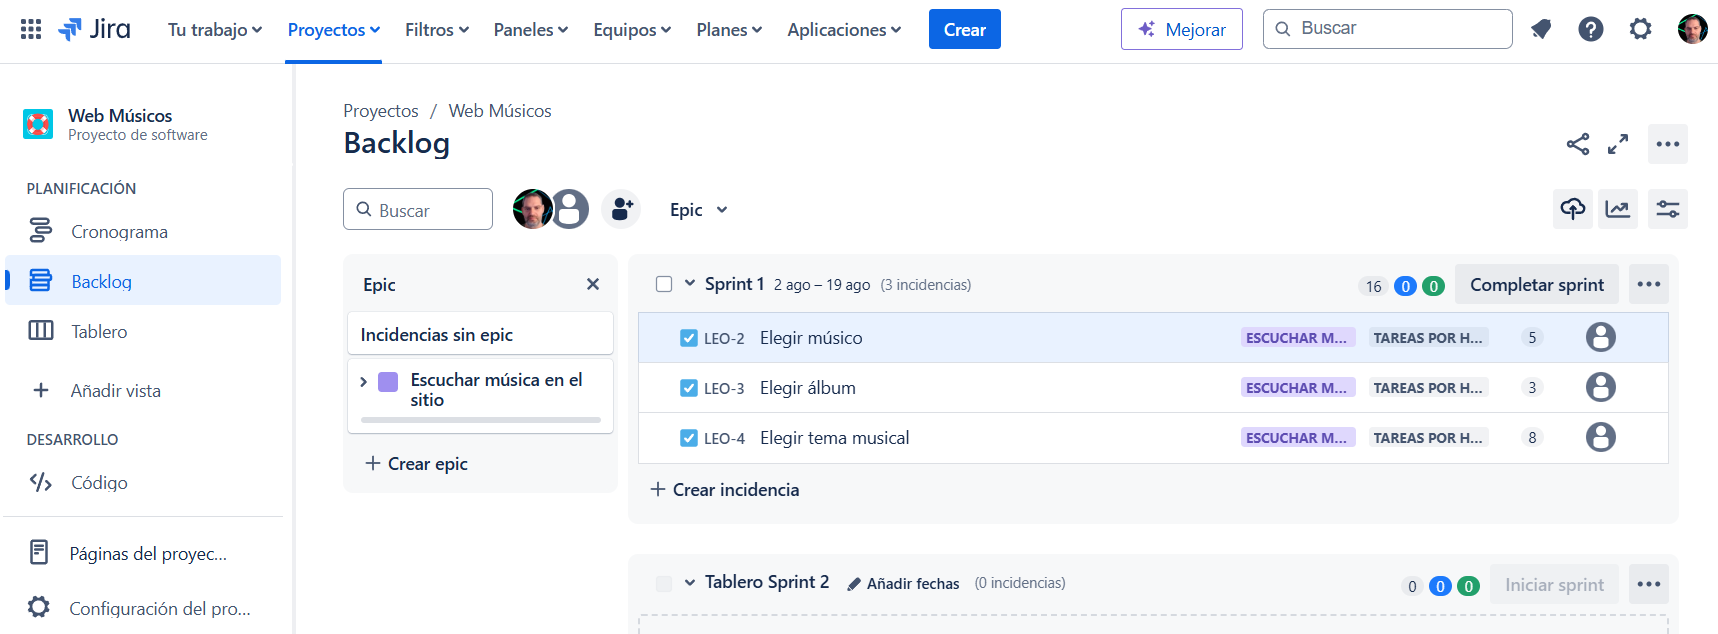 Jira Tu trabajo Proyectos Filtros Paneles Equipos Planes Aplicaciones Crear Mejorar Buscar
Web Músicos
Proyecto de software
PLANIFICACIÓN
Cronograma
Backlog
Tablero
Añadir vista
DESARROLLO
Código
Páginas del proyec...
Configuración del pro...
Proyectos / Web Músicos
Backlog
Buscar Epic
Epic
Incidencias sin epic
Escuchar música en el
sitio
Crear epic
Sprint 1 2 ago – 19 ago (3 incidencias) 16 0 0 Completar sprint
LEO-2 Elegir músico ESCUCHAR M... TAREAS POR H... 5
LEO-3 Elegir álbum ESCUCHAR M... TAREAS POR H... 3
LEO-4 Elegir tema musical ESCUCHAR M... TAREAS POR H... 8
Crear incidencia
Tablero Sprint 2 Añadir fechas (0 incidencias) 0 0 0 Iniciar sprint